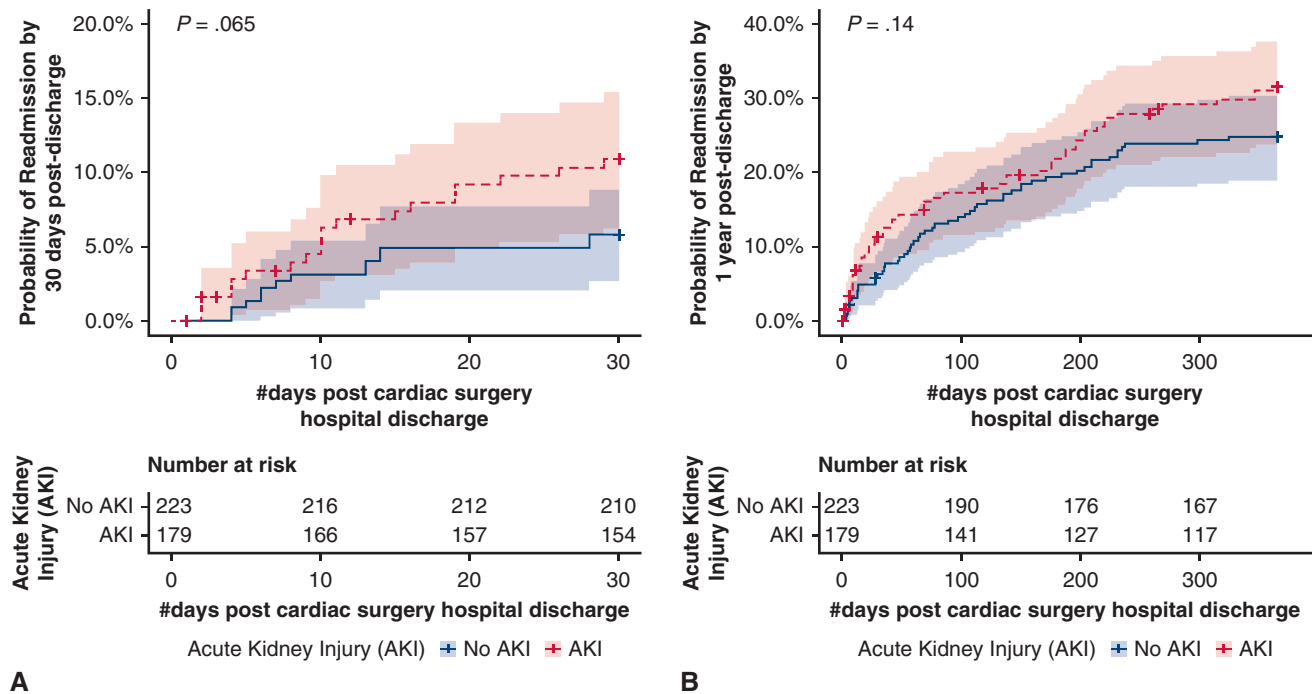 Probability of Readmission by
30 days post-discharge
20.0%
15.0%
10.0%
5.0%
0.0%
P = .065
0 10 20 30
#days post cardiac surgery
hospital discharge
Acute Kidney
Injury (AKI)
Number at risk
No AKI 223 216 212 210
AKI 179 166 157 154
0 10 20 30
#days post cardiac surgery hospital discharge
Acute Kidney Injury (AKI) No AKI AKI
A
Probability of Readmission by
1 year post-discharge
40.0%
30.0%
20.0%
10.0%
0.0%
P = .14
0 100 200 300
#days post cardiac surgery
hospital discharge
Acute Kidney
Injury (AKI)
Number at risk
No AKI 223 190 176 167
AKI 179 141 127 117
0 100 200 300
#days post cardiac surgery hospital discharge
Acute Kidney Injury (AKI) No AKI AKI
B